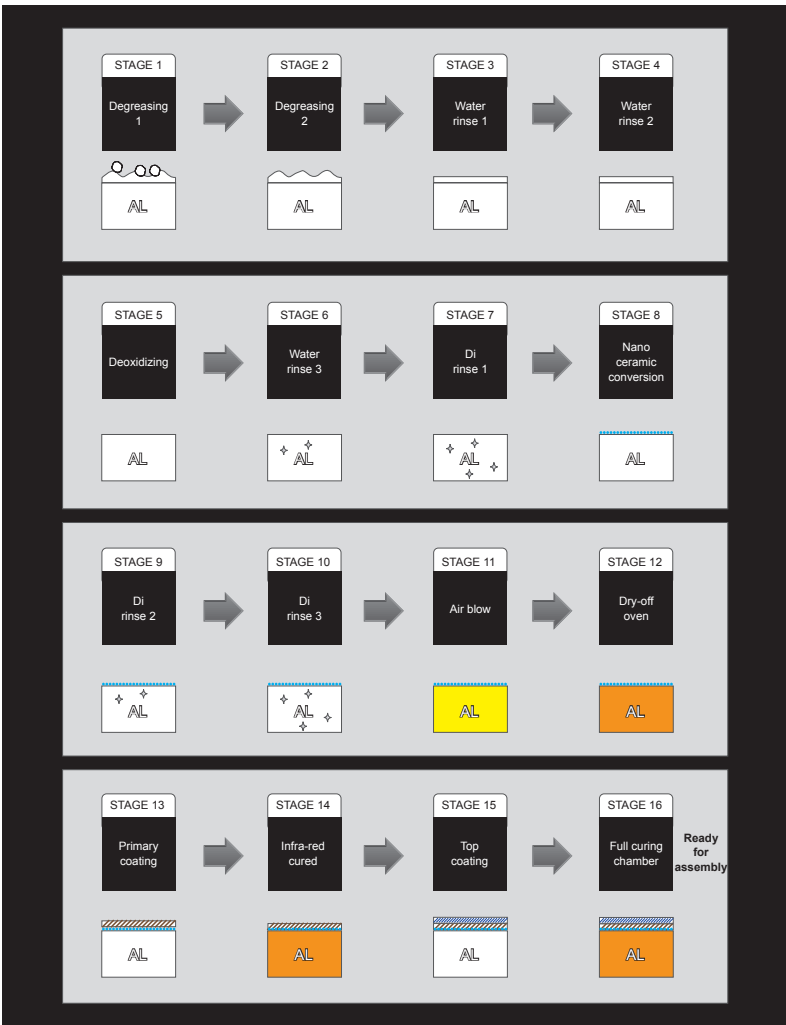 STAGE 1
Degreasing
1
AL
STAGE 2
Degreasing
2
AL
STAGE 3
Water
rinse 1
AL
STAGE 4
Water
rinse 2
AL
STAGE 5
Deoxidizing
AL
STAGE 6
Water
rinse 3
AL
STAGE 7
Di
rinse 1
AL
STAGE 8
Nano
ceramic
conversion
AL
STAGE 9
Di
rinse 2
AL
STAGE 10
Di
rinse 3
AL
STAGE 11
Air blow
AL
STAGE 12
Dry-off
oven
AL
STAGE 13
Primary
coating
AL
STAGE 14
Infra-red
cured
AL
STAGE 15
Top
coating
AL
STAGE 16
Full curing
chamber
AL
Ready
for
assembly